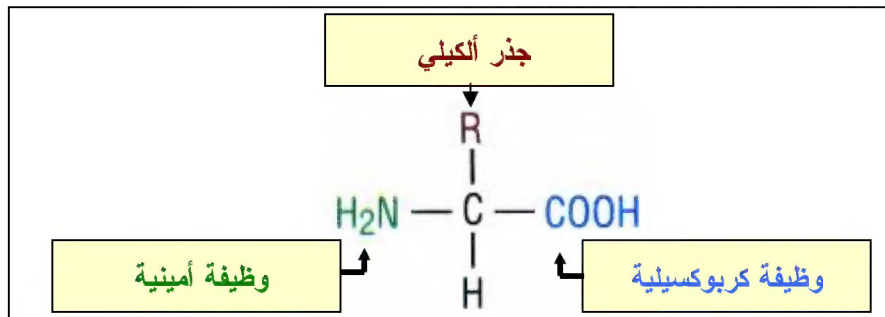 جذر ألكيلي
R
H₂N — C — COOH
H
وظيفة أمينية
وظيفة كربوكسيلية